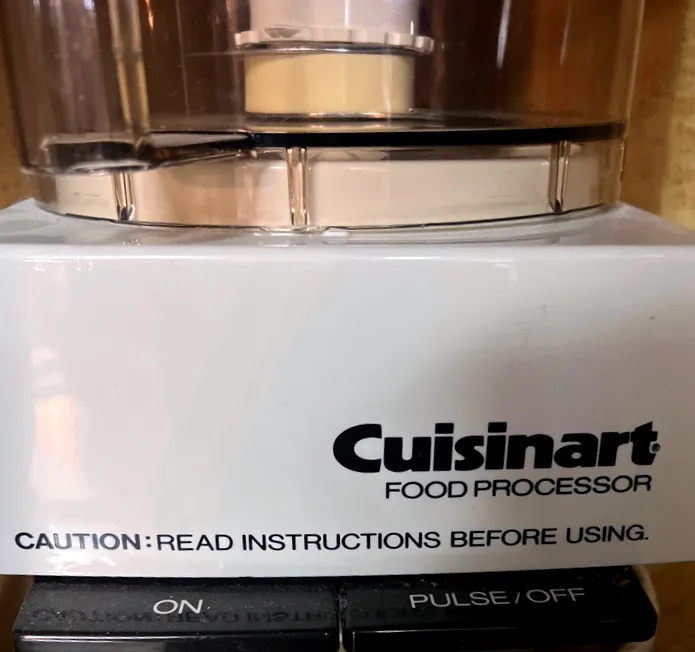 Cuisinart®
FOOD PROCESSOR
CAUTION: READ INSTRUCTIONS BEFORE USING.
ON
PULSE/OFF